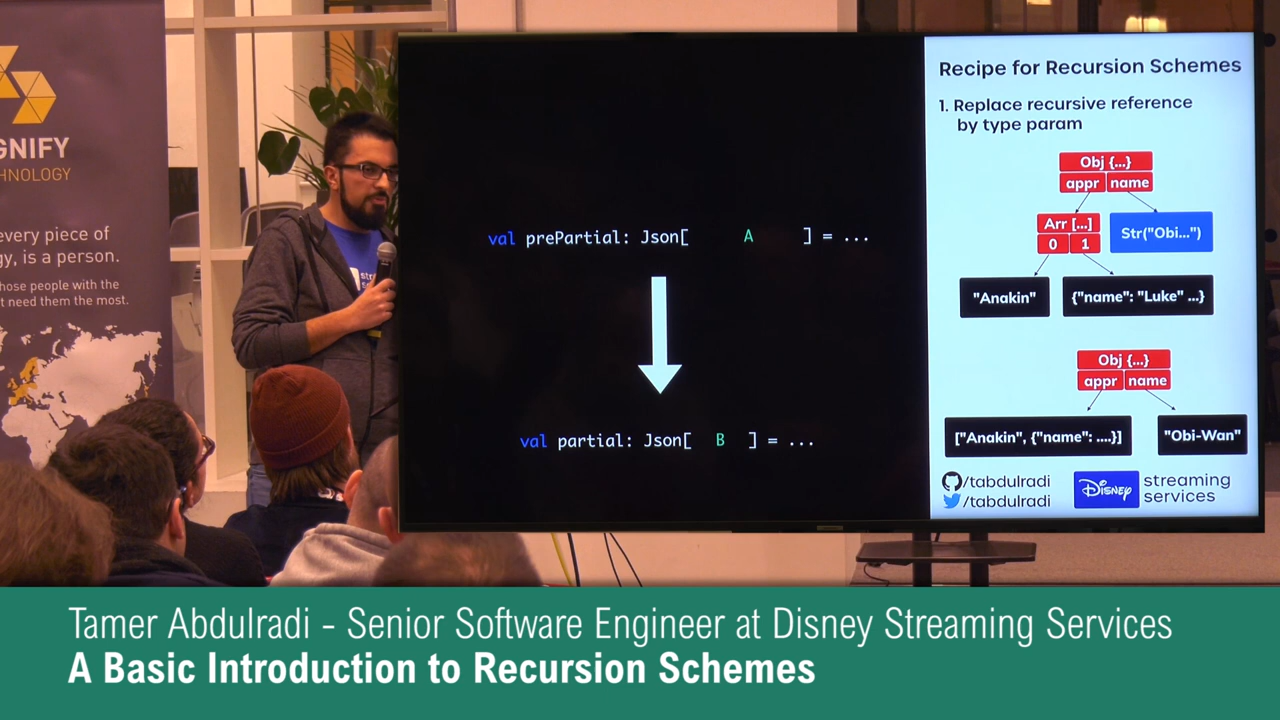 GNIFY
HNOLOGY
every piece of
gy, is a person.
hose people with the
t need them the most.
val prePartial: Json[ A ] = ...
val partial: Json[ B ] = ...
Recipe for Recursion Schemes
1. Replace recursive reference
by type param
Obj {...}
appr name
Arr [...]
0 1
Str("Obi...")
"Anakin"
{"name": "Luke" ...}
Obj {...}
appr name
["Anakin", {"name": ....}]
"Obi-Wan"
/tabdulradi
/tabdulradi
Disney
streaming
services
Tamer Abdulradi - Senior Software Engineer at Disney Streaming Services
A Basic Introduction to Recursion Schemes